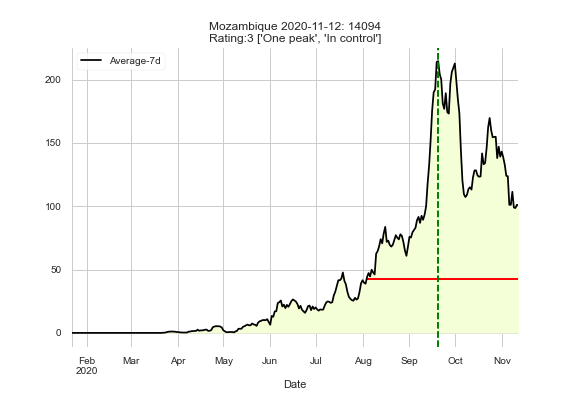 Mozambique 2020-11-12: 14094
Rating:3 ['One peak', 'In control']
Average-7d
200
150
100
50
0
Feb Mar Apr May Jun Jul Aug Sep Oct Nov
2020
Date